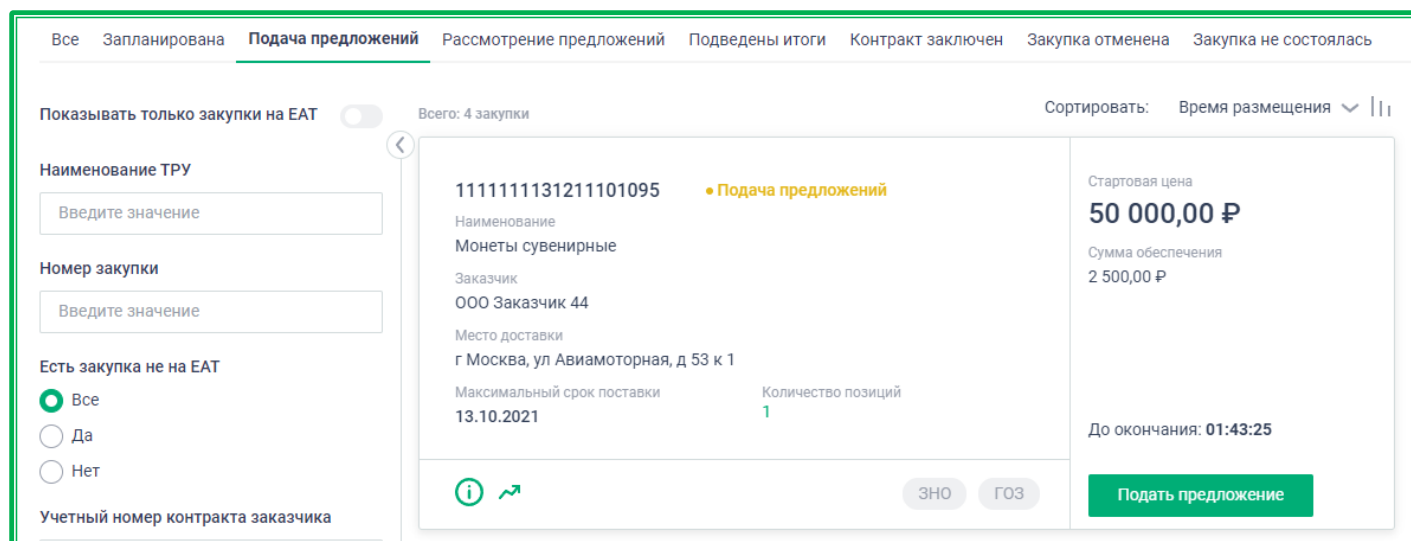 Все Запланирована Подача предложений Рассмотрение предложений Подведены итоги Контракт заключен Закупка отменена Закупка не состоялась
Показывать только закупки на ЕАТ
Всего: 4 закупки
Сортировать: Время размещения
Наименование ТРУ
Введите значение
Номер закупки
Введите значение
Есть закупка не на ЕАТ
Все
Да
Нет
Учетный номер контракта заказчика
1111111131211101095
Подача предложений
Наименование
Монеты сувенирные
Заказчик
ООО Заказчик 44
Место доставки
г Москва, ул Авиамоторная, д 53 к 1
Максимальный срок поставки Количество позиций
13.10.2021 1
ЗНО ГОЗ
Стартовая цена
50 000,00 ₽
Сумма обеспечения
2 500,00 ₽
До окончания: 01:43:25
Подать предложение